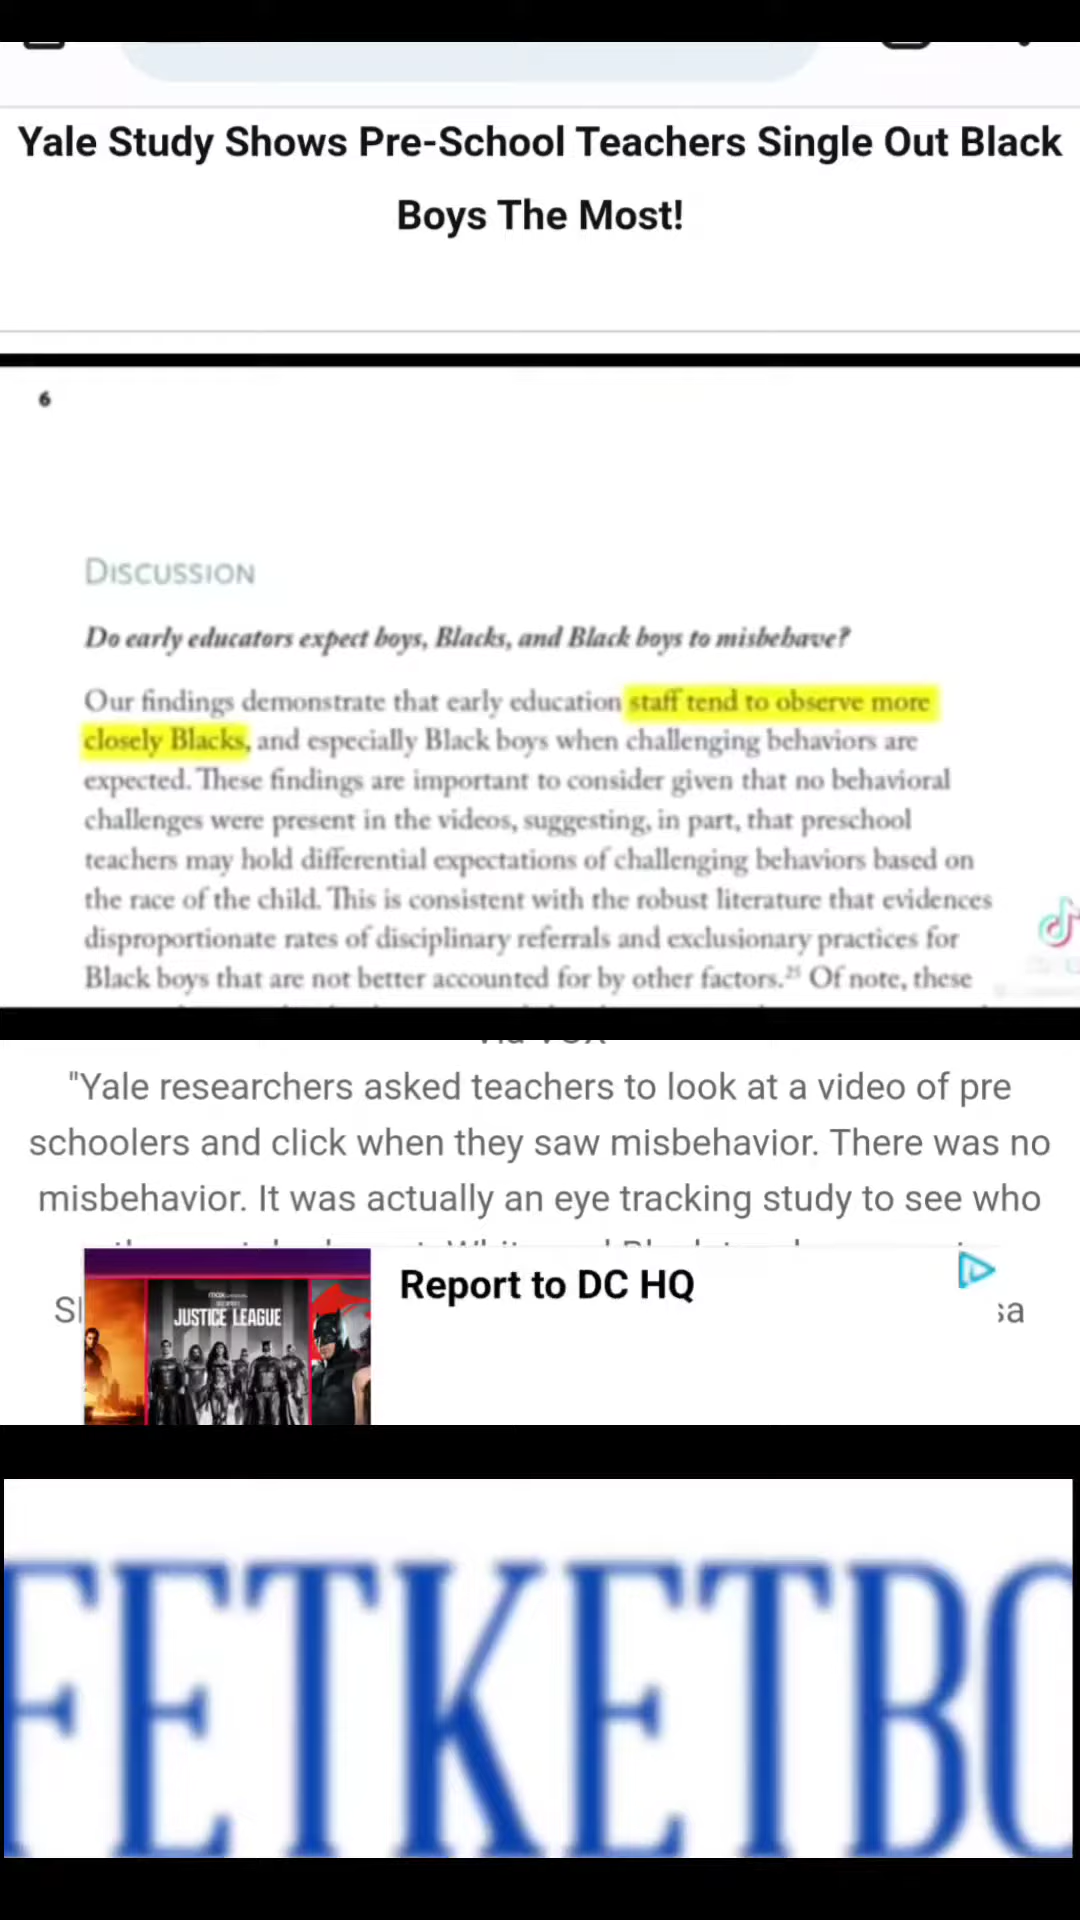 Yale Study Shows Pre-School Teachers Single Out Black
Boys The Most!
6
DISCUSSION
Do early educators expect boys, Blacks, and Black boys to misbehave?
Our findings demonstrate that early education staff tend to observe more
closely Blacks, and especially Black boys when challenging behaviors are
expected. These findings are important to consider given that no behavioral
challenges were present in the videos, suggesting, in part, that preschool
teachers may hold differential expectations of challenging behaviors based on
the race of the child. This is consistent with the robust literature that evidences
disproportionate rates of disciplinary referrals and exclusionary practices for
Black boys that are not better accounted for by other factors.²⁵ Of note, these
"Yale researchers asked teachers to look at a video of pre
schoolers and click when they saw misbehavior. There was no
misbehavior. It was actually an eye tracking study to see who
Report to DC HQ
max
JUSTICE LEAGUE
FETKETBO